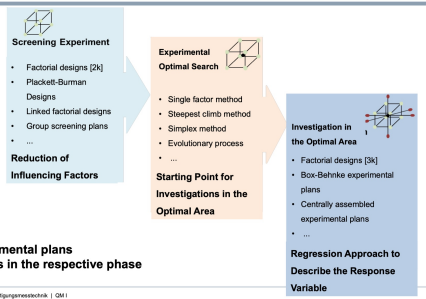 Screening Experiment
• Factorial designs [2k]
• Plackett-Burman
Designs
• Linked factorial designs
• Group screening plans
• ...
Reduction of
Influencing Factors
Experimental
Optimal Search
• Single factor method
• Steepest climb method
• Simplex method
• Evolutionary process
• ...
Starting Point for
Investigations in the
Optimal Area
Investigation in
the Optimal Area
• Factorial designs [3k]
• Box-Behnke experimental
plans
• Centrally assembled
experimental plans
• ...
Regression Approach to
Describe the Response
Variable
mental plans
s in the respective phase
tigungsmesstechnik | QM I